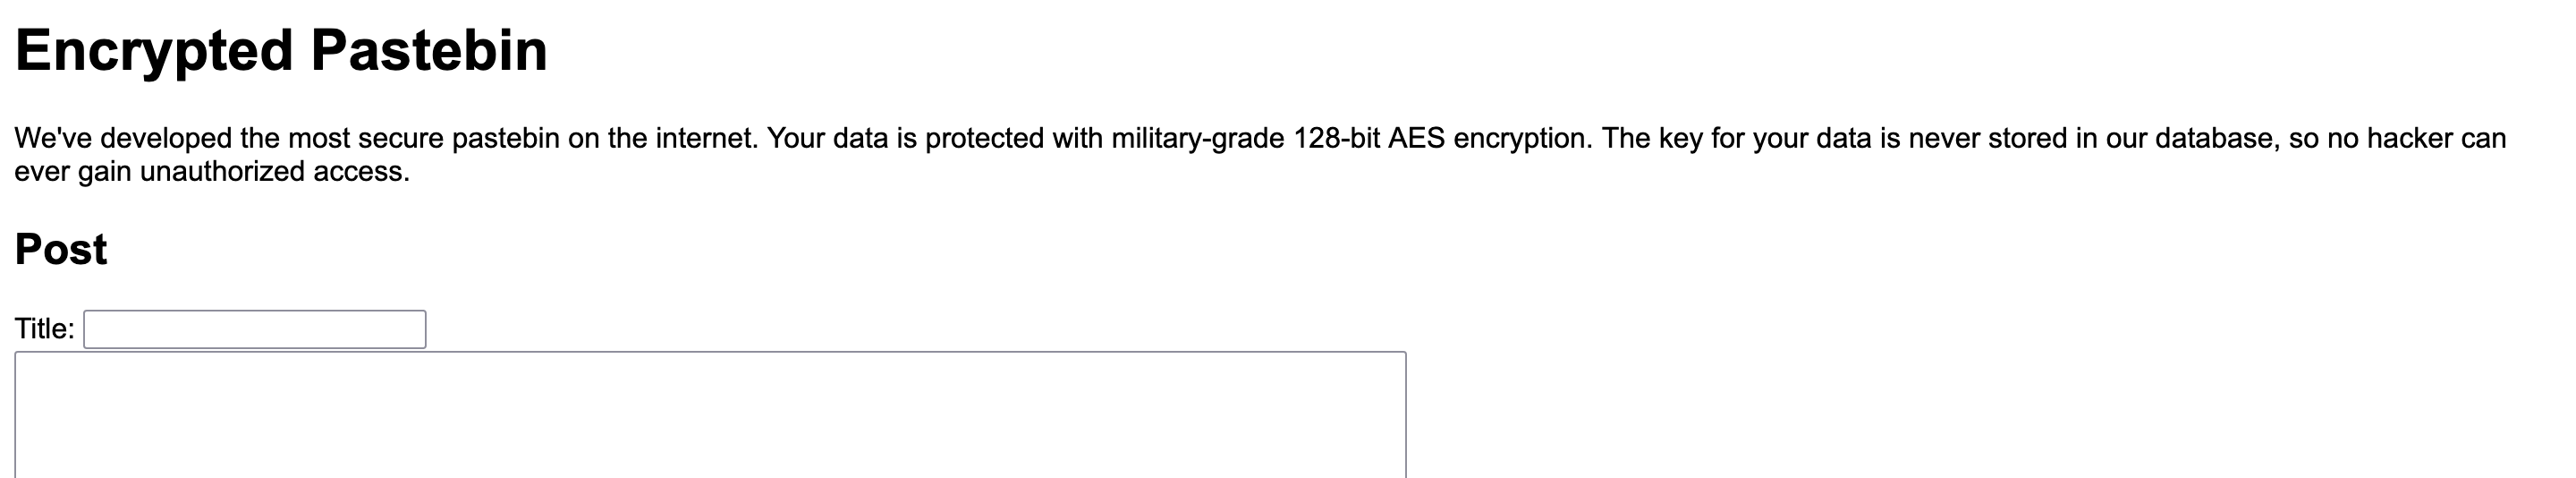 Encrypted Pastebin
We've developed the most secure pastebin on the internet. Your data is protected with military-grade 128-bit AES encryption. The key for your data is never stored in our database, so no hacker can
ever gain unauthorized access.
Post
Title: